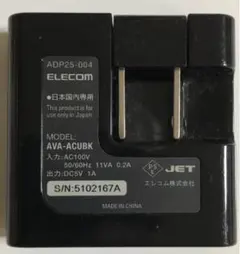 ADP25-004
ELECOM
●日本国内専用
This product is for
use only in Japan
MODEL:
AVA-ACUBK
入力:AC100V
50/60Hz 11VA 0.2A
出力:DC5V 1A
S/N:5102167A
PS
E
JET
エレコム株式会社
MADE IN CHINA